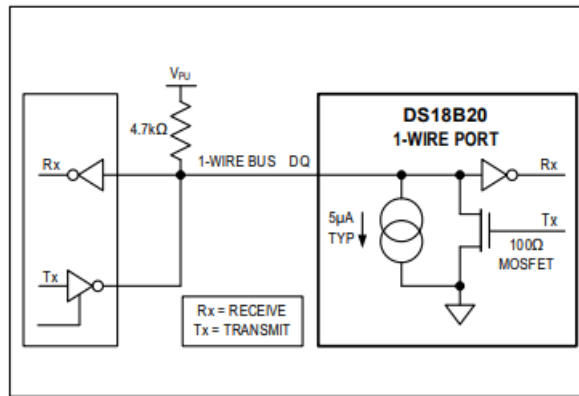 V_PU
4.7kΩ
DS18B20
1-WIRE PORT
Rx
1-WIRE BUS DQ
Rx
5µA
TYP
Tx
100Ω
MOSFET
Tx
Rx = RECEIVE
Tx = TRANSMIT